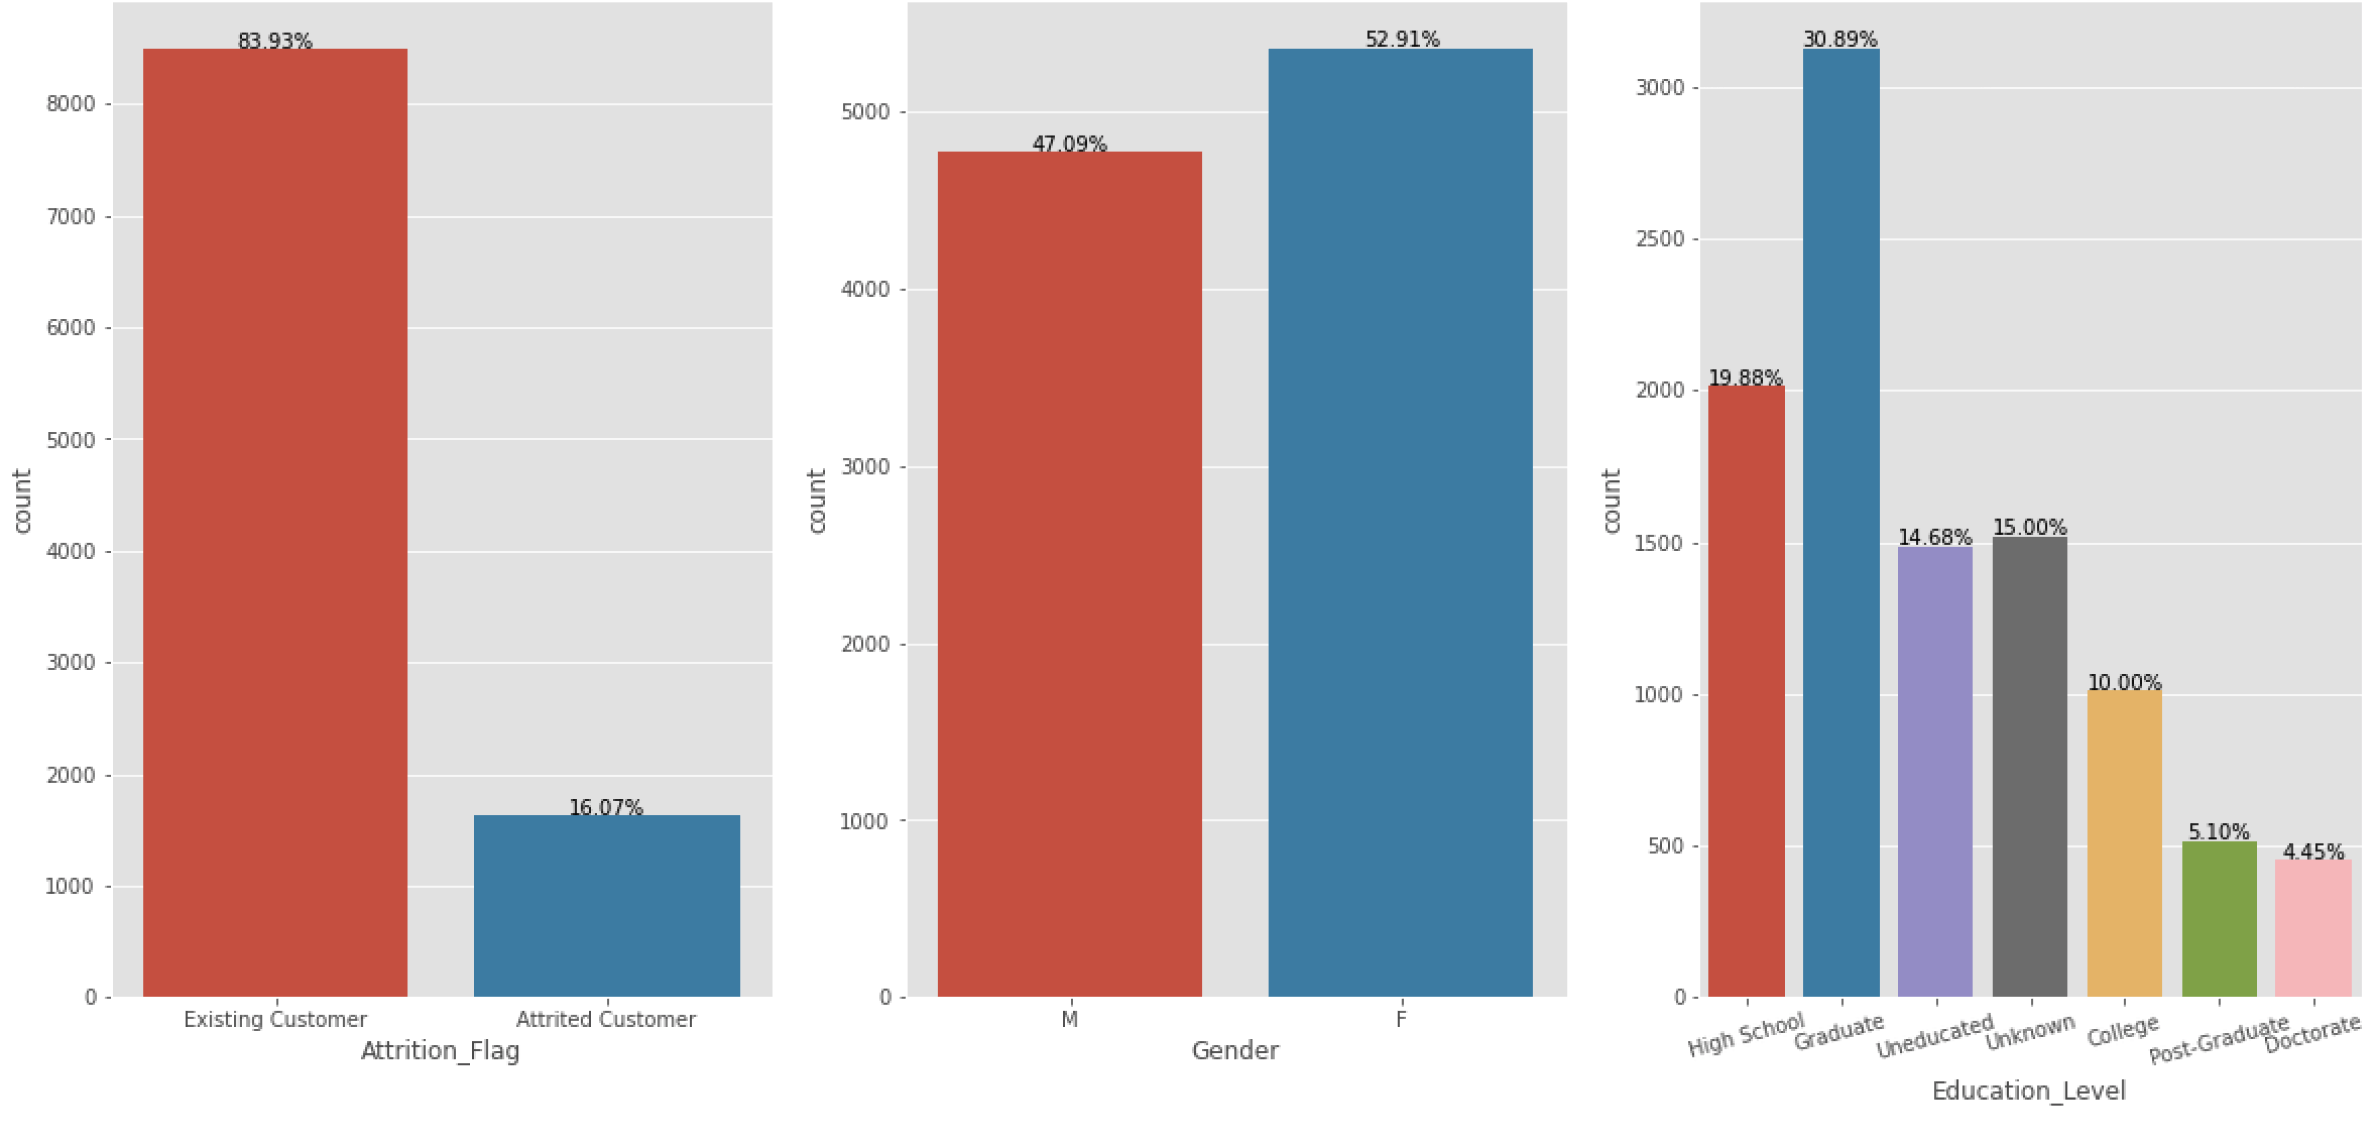 83.93%
16.07%
8000
7000
6000
5000
4000
3000
2000
1000
0
count
Existing Customer
Attrited Customer
Attrition_Flag
52.91%
47.09%
5000
4000
3000
2000
1000
0
count
M
F
Gender
30.89%
19.88%
14.68%
15.00%
10.00%
5.10%
4.45%
3000
2500
2000
1500
1000
500
0
count
High School
Graduate
Uneducated
Unknown
College
Post-Graduate
Doctorate
Education_Level